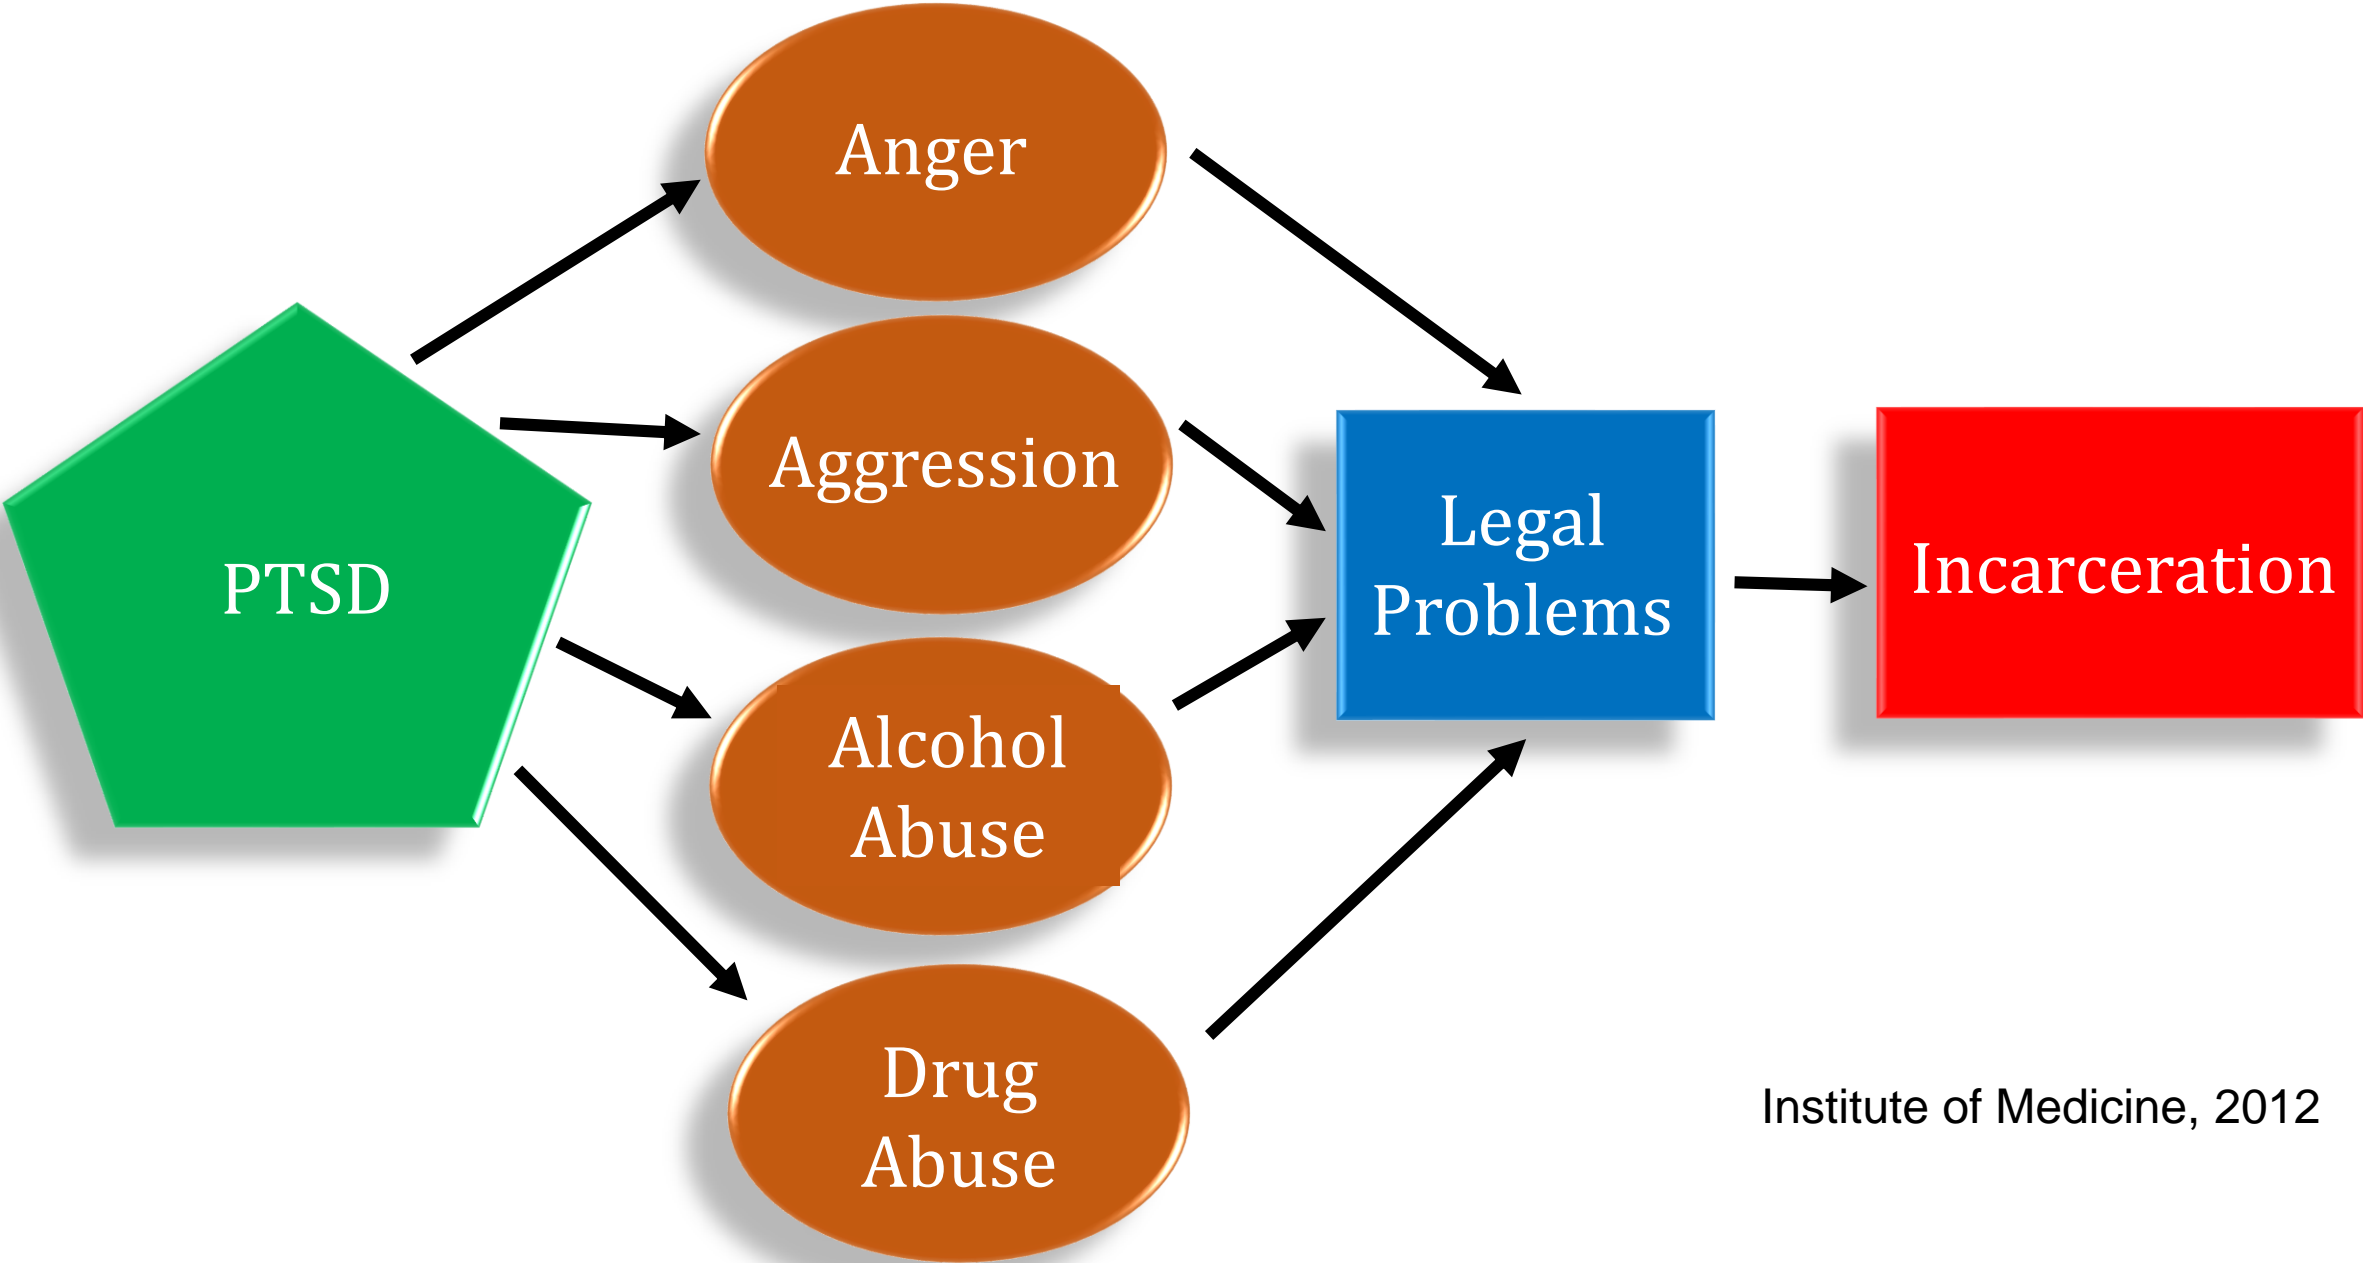 PTSD
Anger
Aggression
Alcohol
Abuse
Drug
Abuse
Legal
Problems
Incarceration
Institute of Medicine, 2012